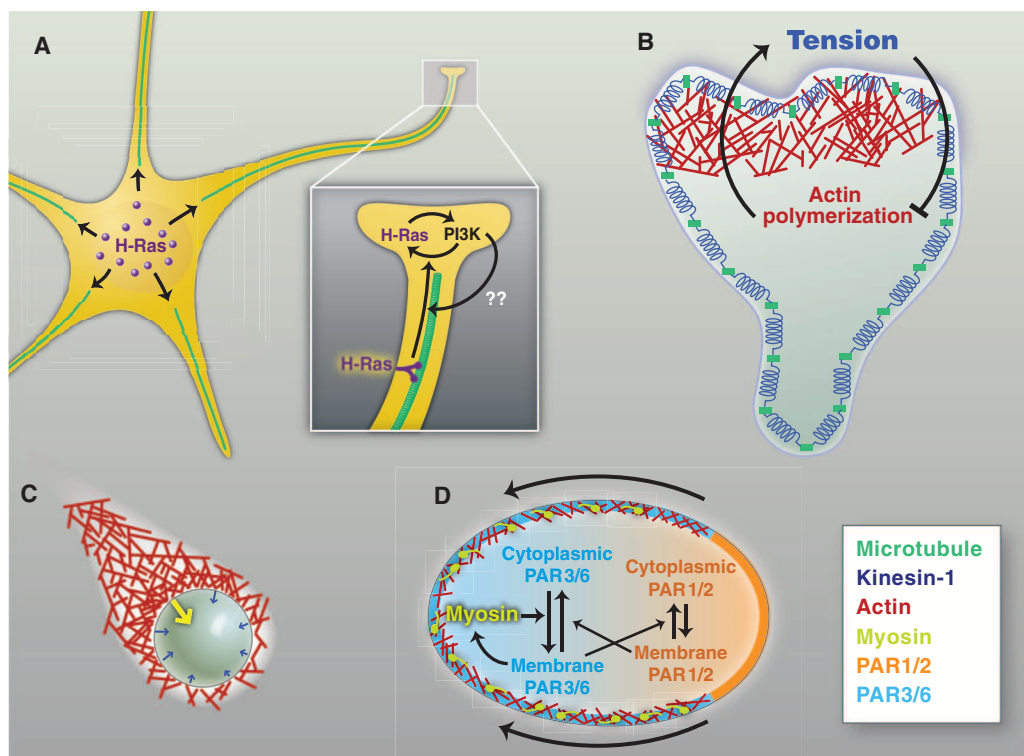 A
H-Ras
H-Ras
PI3K
??
H-Ras
B
Tension
Actin
polymerization
C
D
Cytoplasmic
PAR3/6
Cytoplasmic
PAR1/2
Myosin
Membrane
PAR3/6
Membrane
PAR1/2
Microtubule
Kinesin-1
Actin
Myosin
PAR1/2
PAR3/6